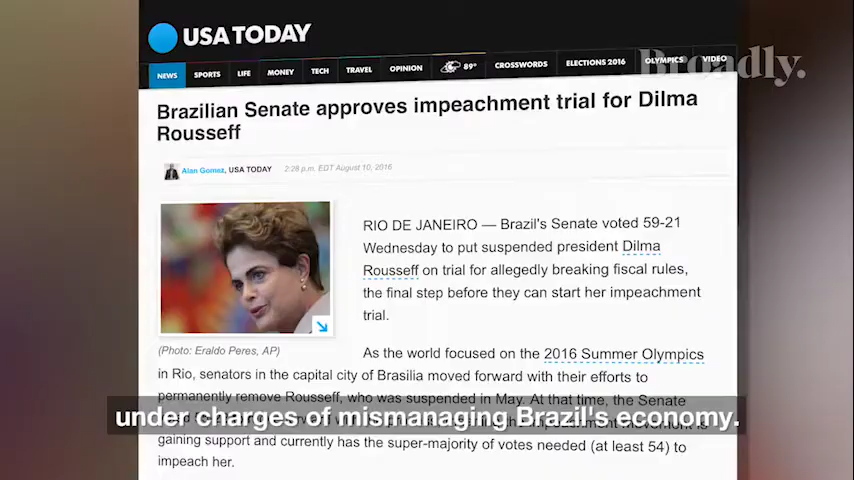 USA TODAY
NEWS SPORTS LIFE MONEY TECH TRAVEL OPINION 89° CROSSWORDS ELECTIONS 2016 OLYMPICS VIDEO
Broadly.
Brazilian Senate approves impeachment trial for Dilma
Rousseff
Alan Gomez, USA TODAY 2:28 p.m. EDT August 10, 2016
RIO DE JANEIRO — Brazil's Senate voted 59-21
Wednesday to put suspended president Dilma
Rousseff on trial for allegedly breaking fiscal rules,
the final step before they can start her impeachment
trial.
(Photo: Eraldo Peres, AP)
As the world focused on the 2016 Summer Olympics
in Rio, senators in the capital city of Brasilia moved forward with their efforts to
permanently remove Rousseff, who was suspended in May. At that time, the Senate
under charges of mismanaging Brazil's economy.
gaining support and currently has the super-majority of votes needed (at least 54) to
impeach her.